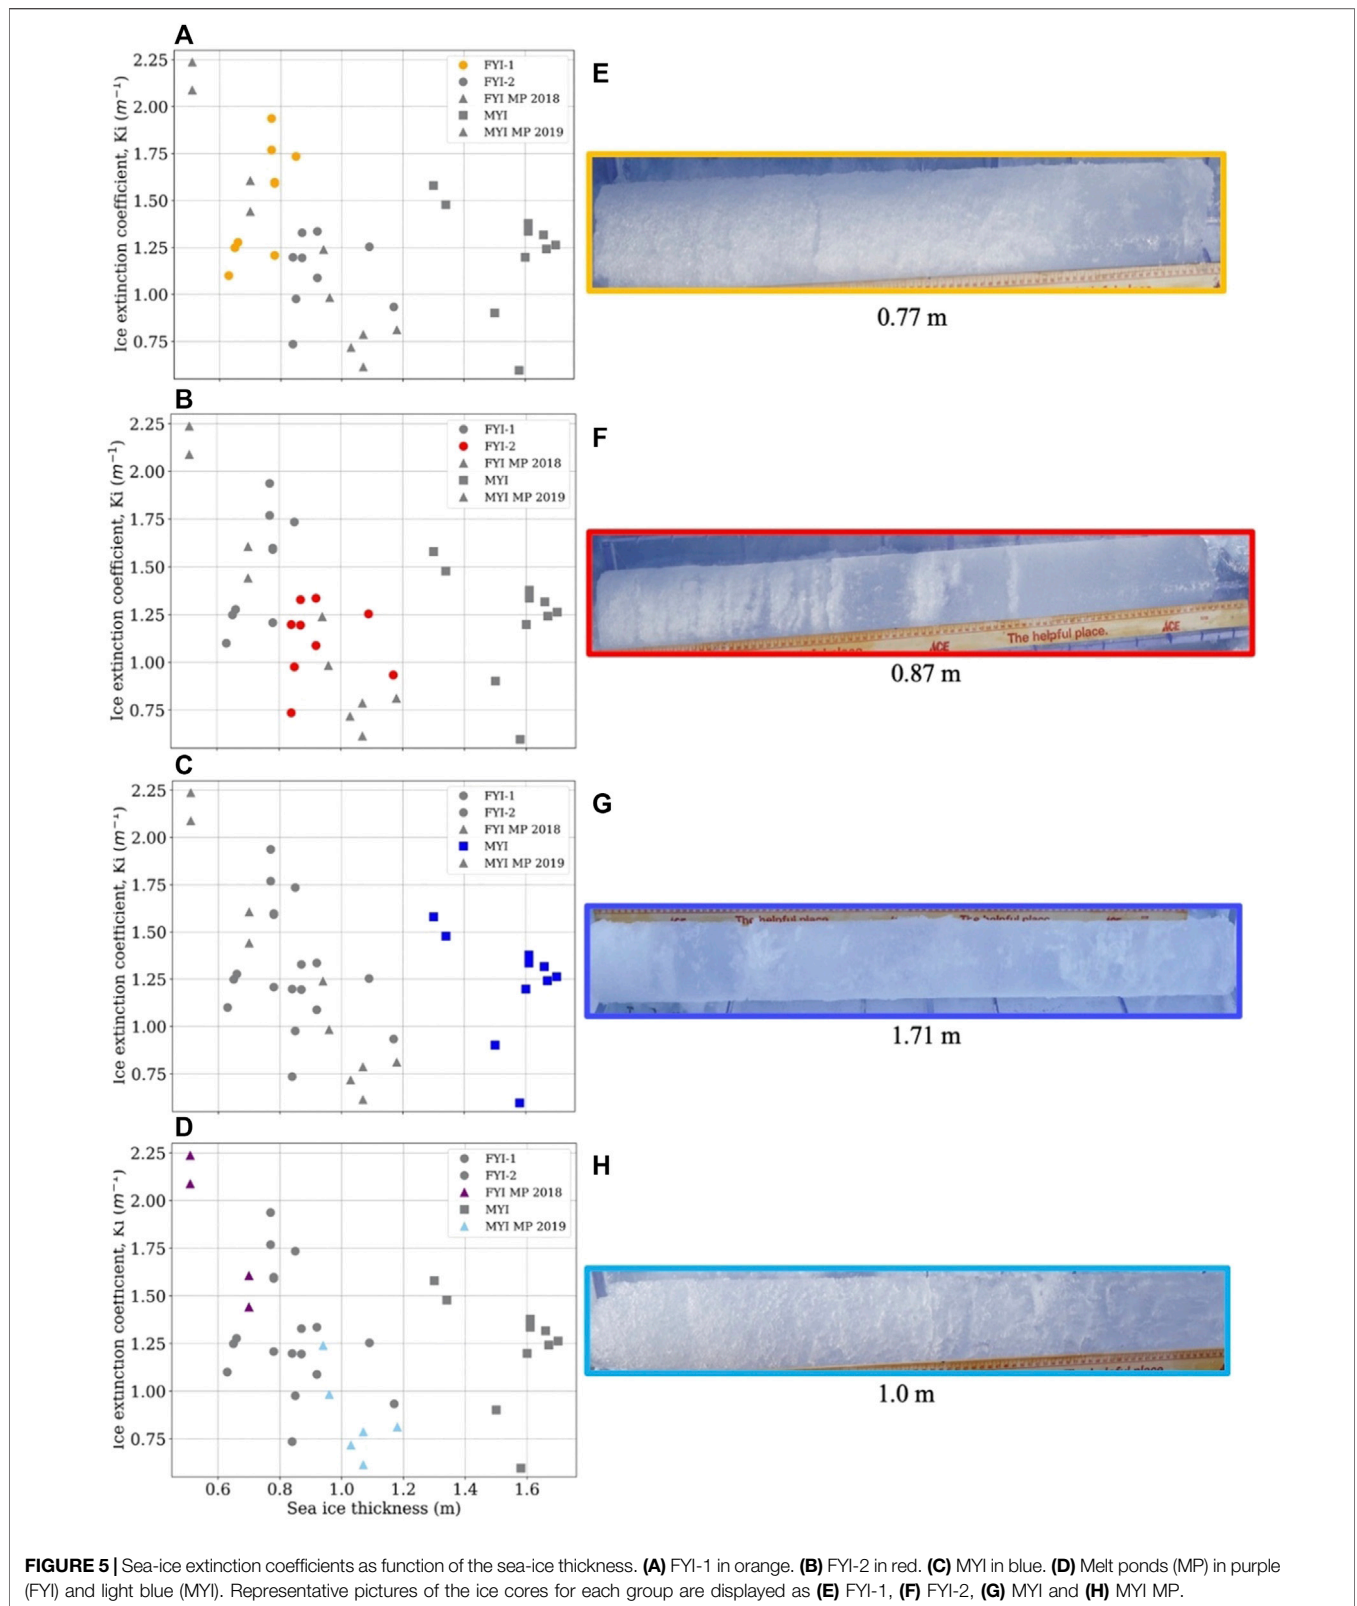 A
2.25
2.00
1.75
1.50
1.25
1.00
0.75
Ice extinction coefficient, Ki (m⁻¹)
FYI-1
FYI-2
FYI MP 2018
MYI
MYI MP 2019
E
0.77 m
B
2.25
2.00
1.75
1.50
1.25
1.00
0.75
Ice extinction coefficient, Ki (m⁻¹)
FYI-1
FYI-2
FYI MP 2018
MYI
MYI MP 2019
F
The helpful place.
ACE
ACE
0.87 m
C
2.25
2.00
1.75
1.50
1.25
1.00
0.75
Ice extinction coefficient, Ki (m⁻¹)
FYI-1
FYI-2
FYI MP 2018
MYI
MYI MP 2019
G
The helpful place
The helpful place
1.71 m
D
2.25
2.00
1.75
1.50
1.25
1.00
0.75
Ice extinction coefficient, Ki (m⁻¹)
FYI-1
FYI-2
FYI MP 2018
MYI
MYI MP 2019
0.6 0.8 1.0 1.2 1.4 1.6
Sea ice thickness (m)
H
1.0 m
FIGURE 5 | Sea-ice extinction coefficients as function of the sea-ice thickness. (A) FYI-1 in orange. (B) FYI-2 in red. (C) MYI in blue. (D) Melt ponds (MP) in purple
(FYI) and light blue (MYI). Representative pictures of the ice cores for each group are displayed as (E) FYI-1, (F) FYI-2, (G) MYI and (H) MYI MP.